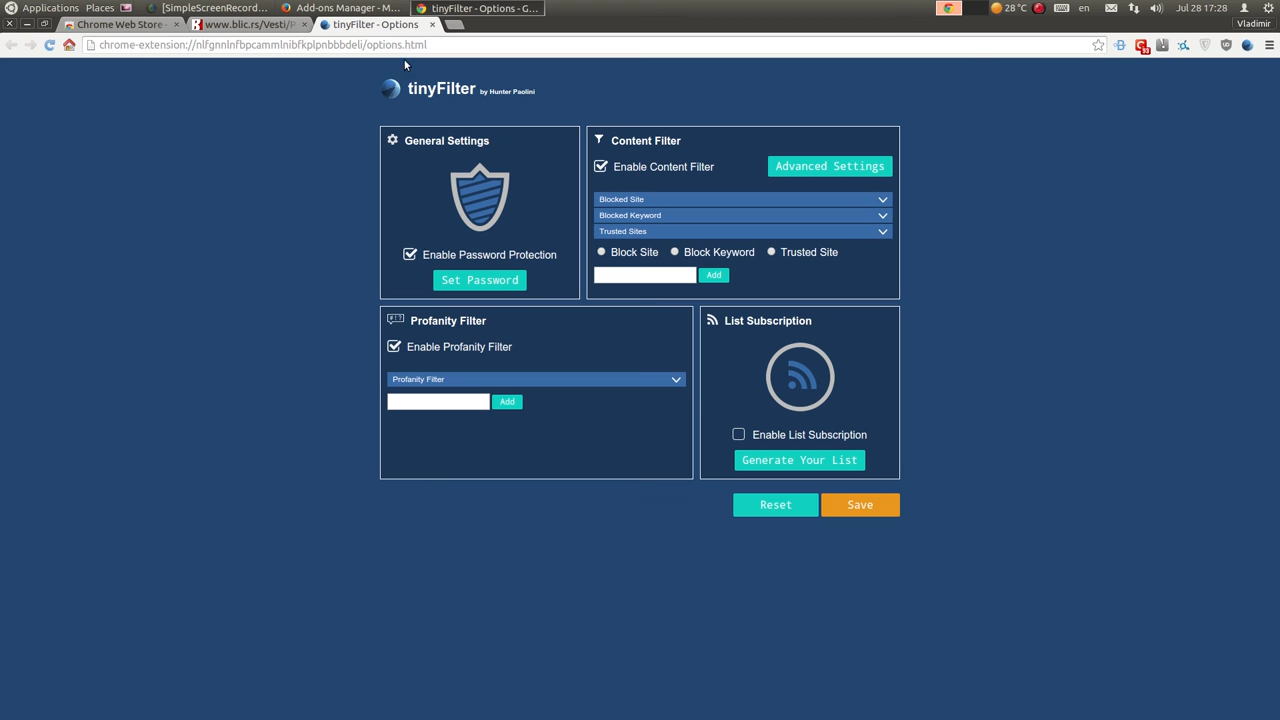 Applications Places [SimpleScreenRecord... Add-ons Manager - M... tinyFilter - Options - G... 28 °C en Jul 28 17:28
Chrome Web Store - www.blic.rs/Vesti/P tinyFilter - Options Vladimir
chrome-extension://nlfgnnlnfbpcammlnibfkplpnbbbdeli/options.html
tinyFilter by Hunter Paolini
General Settings
Enable Password Protection
Set Password
Content Filter
Enable Content Filter Advanced Settings
Blocked Site
Blocked Keyword
Trusted Sites
Block Site Block Keyword Trusted Site
Add
#!?
Profanity Filter
Enable Profanity Filter
Profanity Filter
Add
List Subscription
Enable List Subscription
Generate Your List
Reset Save